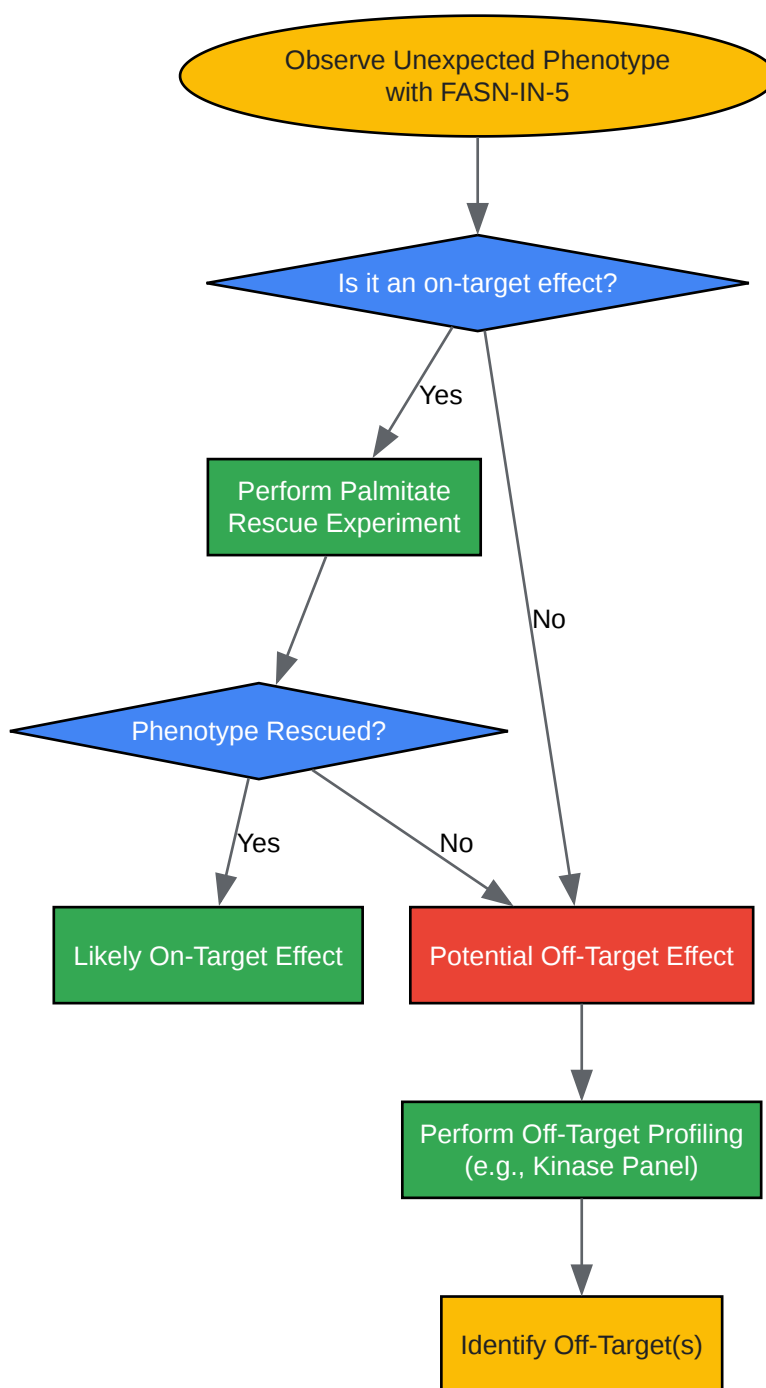 Observe Unexpected Phenotype
with FASN-IN-5
Is it an on-target effect?
Yes
Perform Palmitate
Rescue Experiment
No
Phenotype Rescued?
Yes
No
Likely On-Target Effect
Potential Off-Target Effect
Perform Off-Target Profiling
(e.g., Kinase Panel)
Identify Off-Target(s)